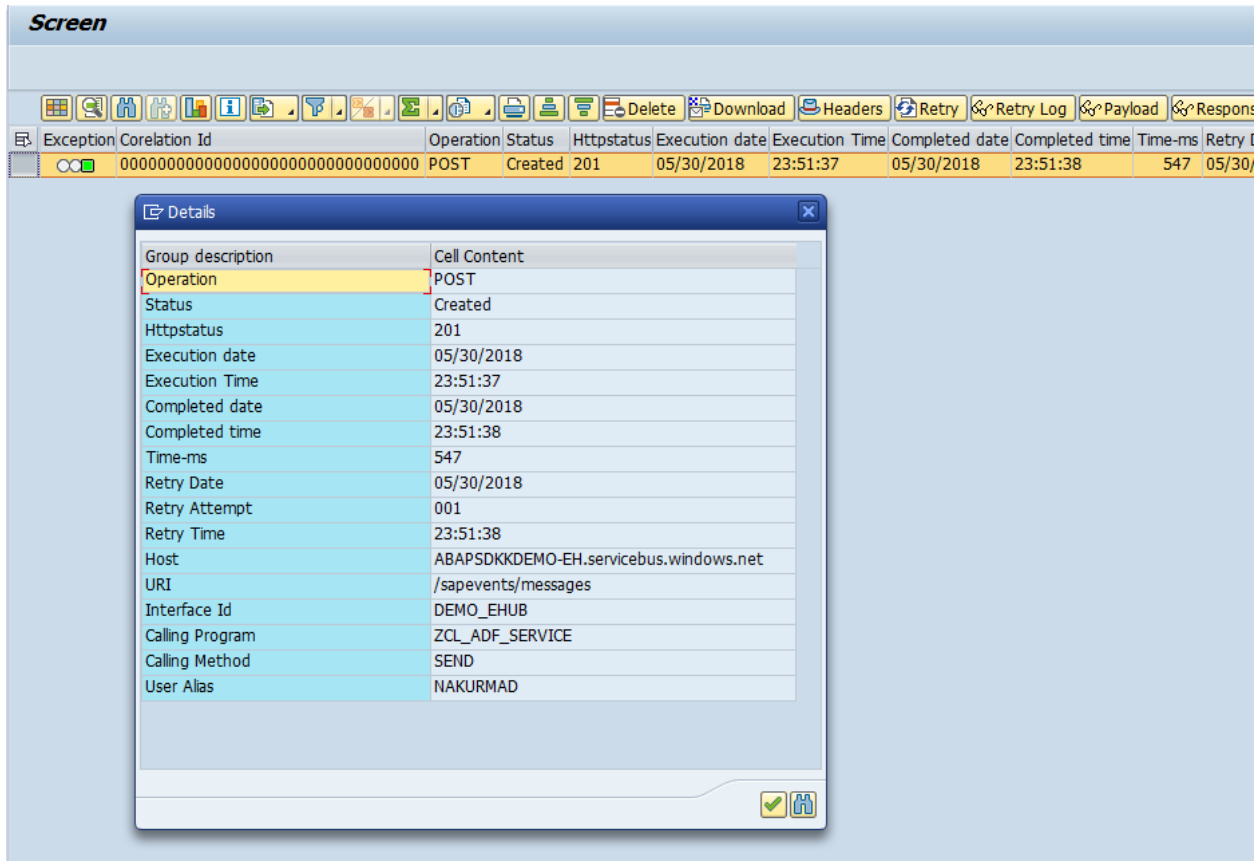 Screen
Delete Download Headers Retry Retry Log Payload Respons
Exception Corelation Id Operation Status Httpstatus Execution date Execution Time Completed date Completed time Time-ms Retry D
00000000000000000000000000000000 POST Created 201 05/30/2018 23:51:37 05/30/2018 23:51:38 547 05/30/
Details
Group description Cell Content
Operation POST
Status Created
Httpstatus 201
Execution date 05/30/2018
Execution Time 23:51:37
Completed date 05/30/2018
Completed time 23:51:38
Time-ms 547
Retry Date 05/30/2018
Retry Attempt 001
Retry Time 23:51:38
Host ABAPSDKKDEMO-EH.servicebus.windows.net
URI /sapevents/messages
Interface Id DEMO_EHUB
Calling Program ZCL_ADF_SERVICE
Calling Method SEND
User Alias NAKURMAD